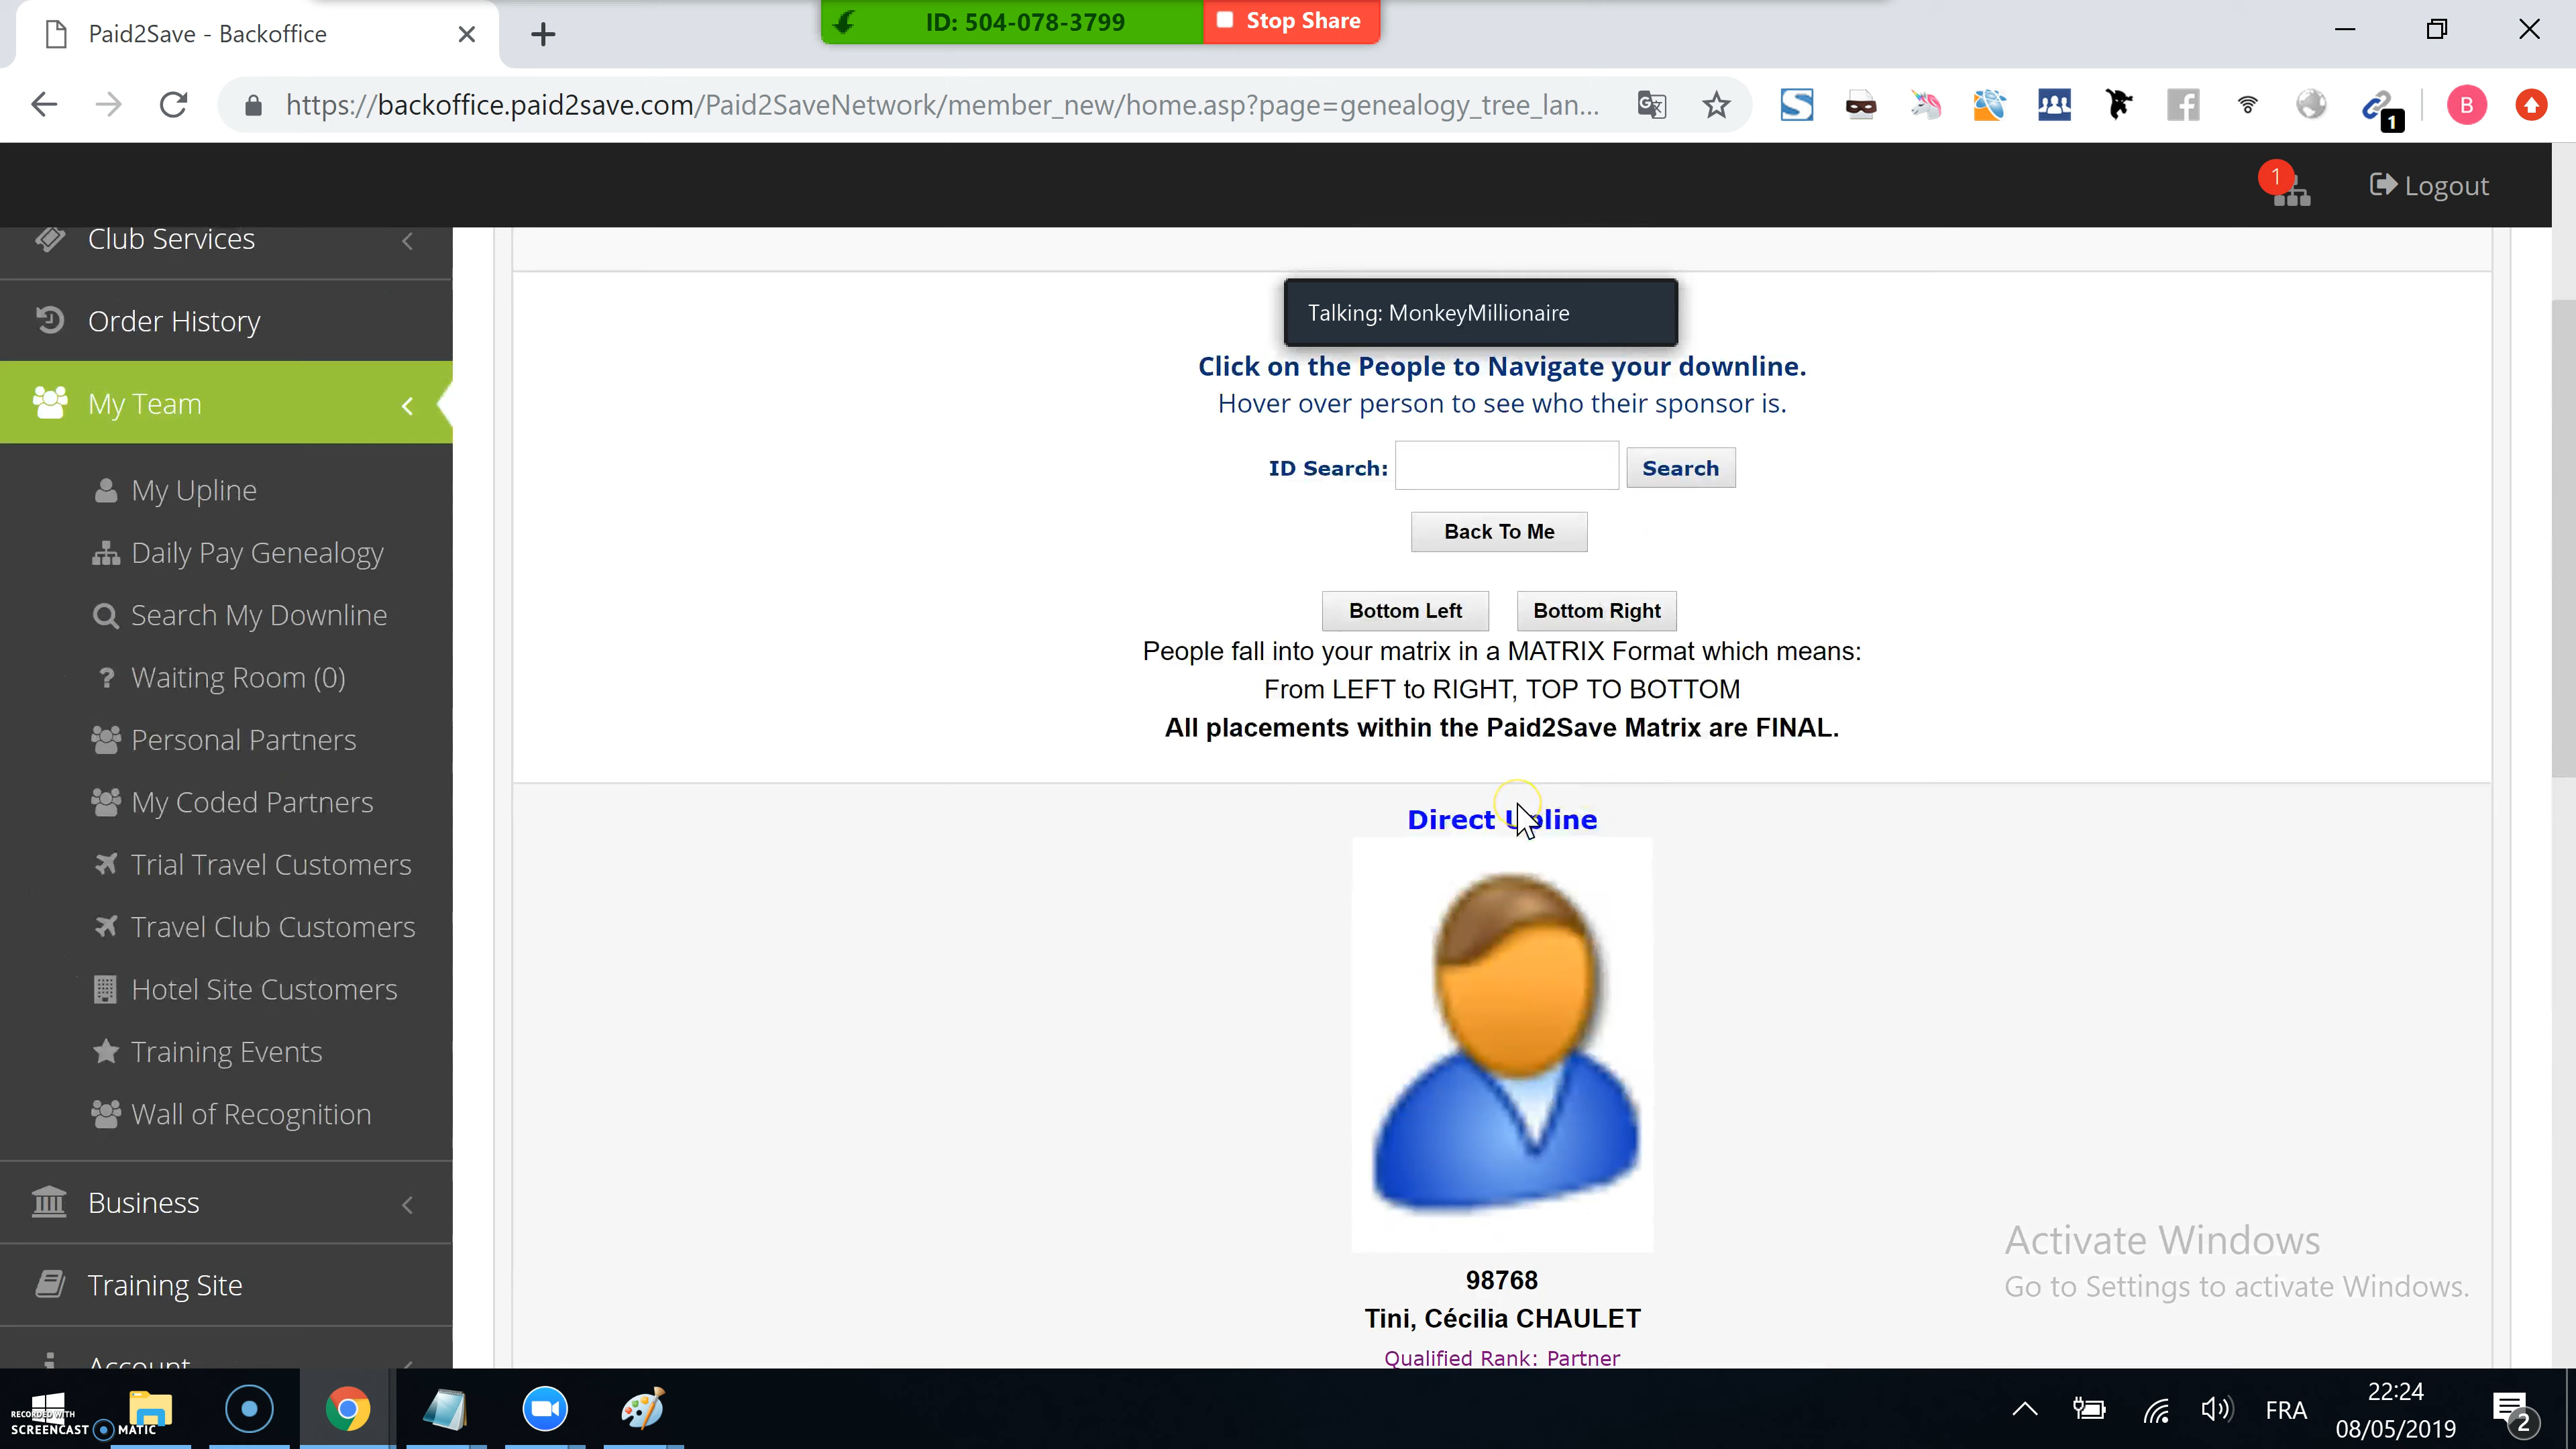 Paid2Save - Backoffice
ID: 504-078-3799
Stop Share
https://backoffice.paid2save.com/Paid2SaveNetwork/member_new/home.asp?page=genealogy_tree_lan...
1
B
1
Logout
Club Services
Order History
My Team
My Upline
Daily Pay Genealogy
Search My Downline
Waiting Room (0)
Personal Partners
My Coded Partners
Trial Travel Customers
Travel Club Customers
Hotel Site Customers
Training Events
Wall of Recognition
Business
Training Site
Account
Talking: MonkeyMillionaire
Click on the People to Navigate your downline.
Hover over person to see who their sponsor is.
ID Search:
Search
Back To Me
Bottom Left
Bottom Right
People fall into your matrix in a MATRIX Format which means:
From LEFT to RIGHT, TOP TO BOTTOM
All placements within the Paid2Save Matrix are FINAL.
Direct Upline
98768
Tini, Cécilia CHAULET
Qualified Rank: Partner
Activate Windows
Go to Settings to activate Windows.
RECORDED WITH
SCREENCAST MATIC
FRA
22:24
08/05/2019
2